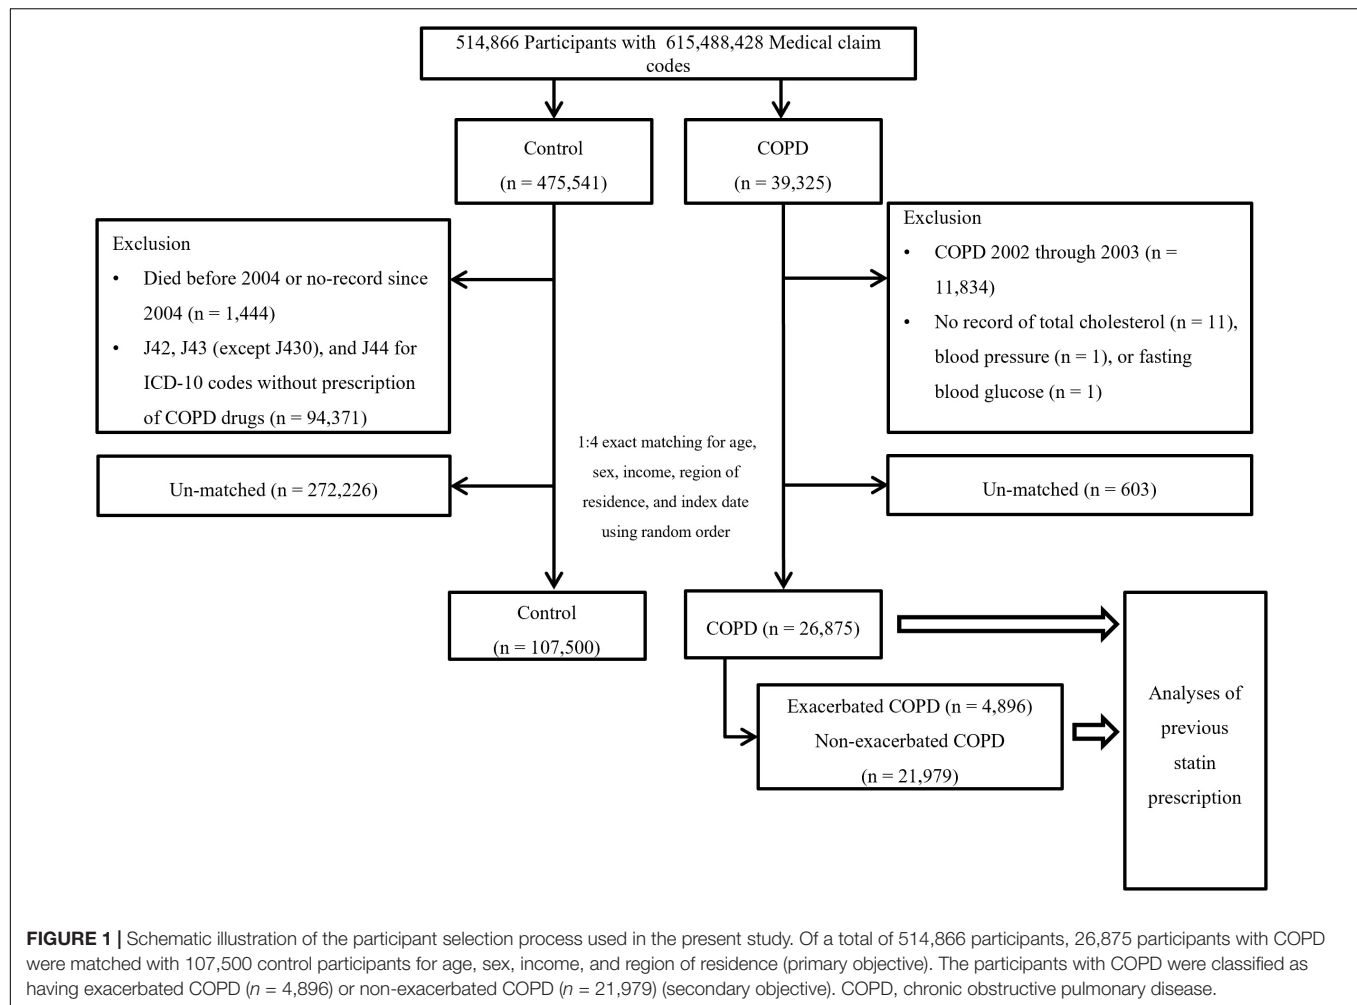 514,866 Participants with 615,488,428 Medical claim
codes
Control
(n = 475,541)
COPD
(n = 39,325)
Exclusion
• Died before 2004 or no-record since
2004 (n = 1,444)
• J42, J43 (except J430), and J44 for
ICD-10 codes without prescription
of COPD drugs (n = 94,371)
Exclusion
• COPD 2002 through 2003 (n =
11,834)
• No record of total cholesterol (n = 11),
blood pressure (n = 1), or fasting
blood glucose (n = 1)
Un-matched (n = 272,226)
1:4 exact matching for age,
sex, income, region of
residence, and index date
using random order
Un-matched (n = 603)
Control
(n = 107,500)
COPD (n = 26,875)
Exacerbated COPD (n = 4,896)
Non-exacerbated COPD
(n = 21,979)
Analyses of
previous
statin
prescription
FIGURE 1 | Schematic illustration of the participant selection process used in the present study. Of a total of 514,866 participants, 26,875 participants with COPD
were matched with 107,500 control participants for age, sex, income, and region of residence (primary objective). The participants with COPD were classified as
having exacerbated COPD (n = 4,896) or non-exacerbated COPD (n = 21,979) (secondary objective). COPD, chronic obstructive pulmonary disease.